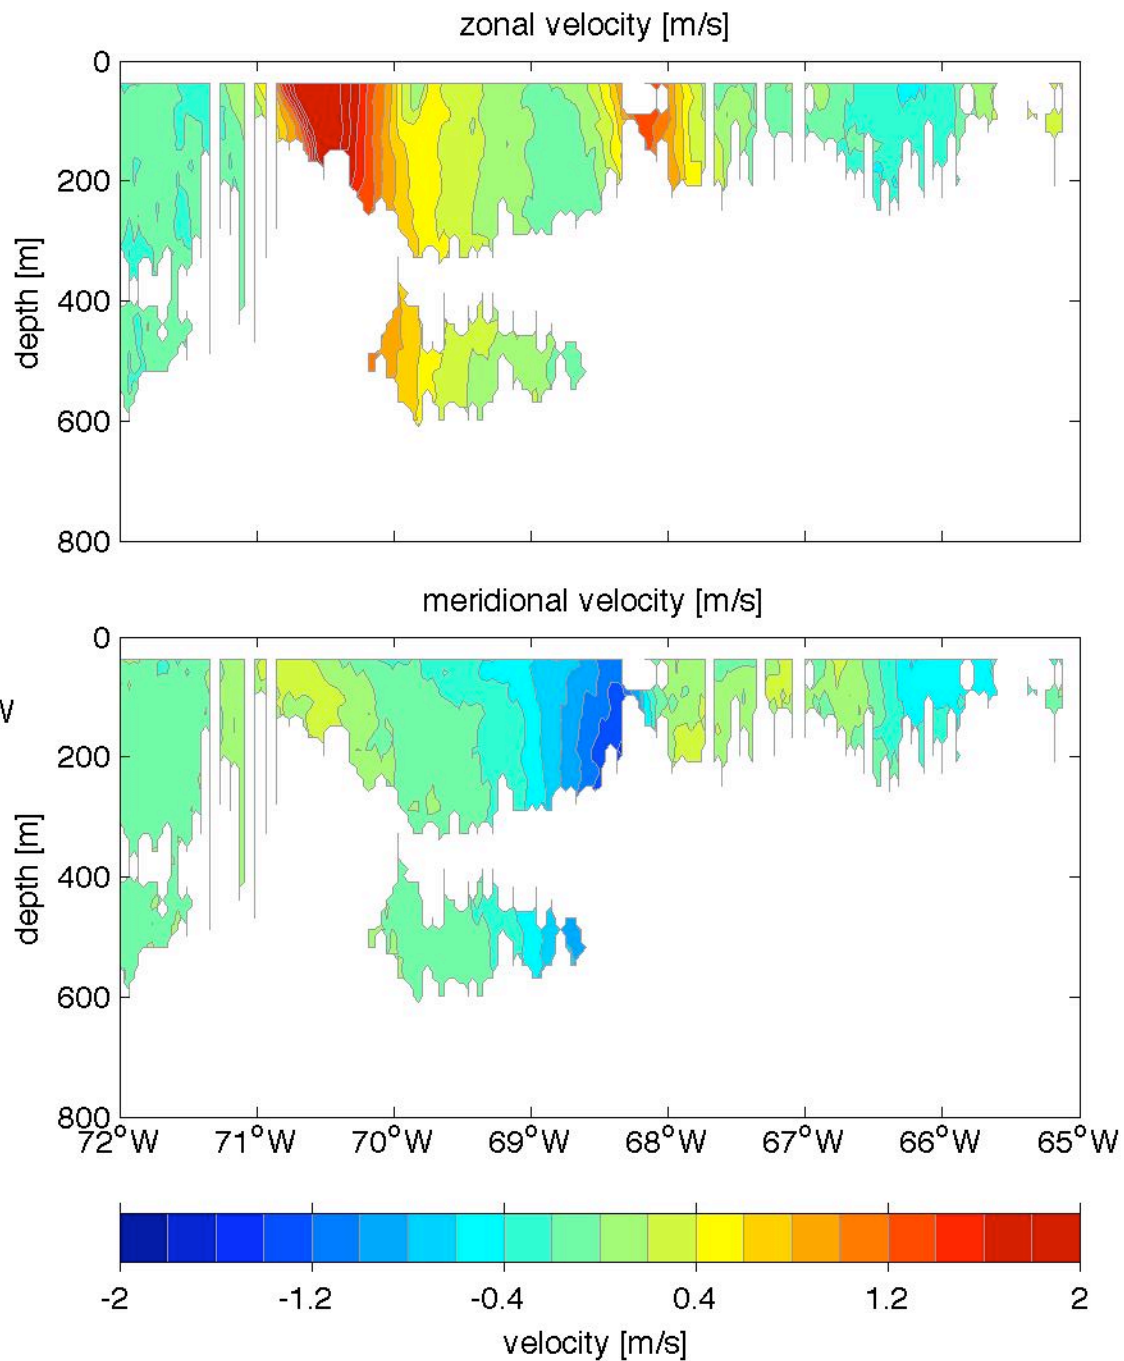 zonal velocity [m/s]
0
200
400
600
800
depth [m]
meridional velocity [m/s]
W
0
200
400
600
800
depth [m]
72°W 71°W 70°W 69°W 68°W 67°W 66°W 65°W
-2 -1.2 -0.4 0.4 1.2 2
velocity [m/s]